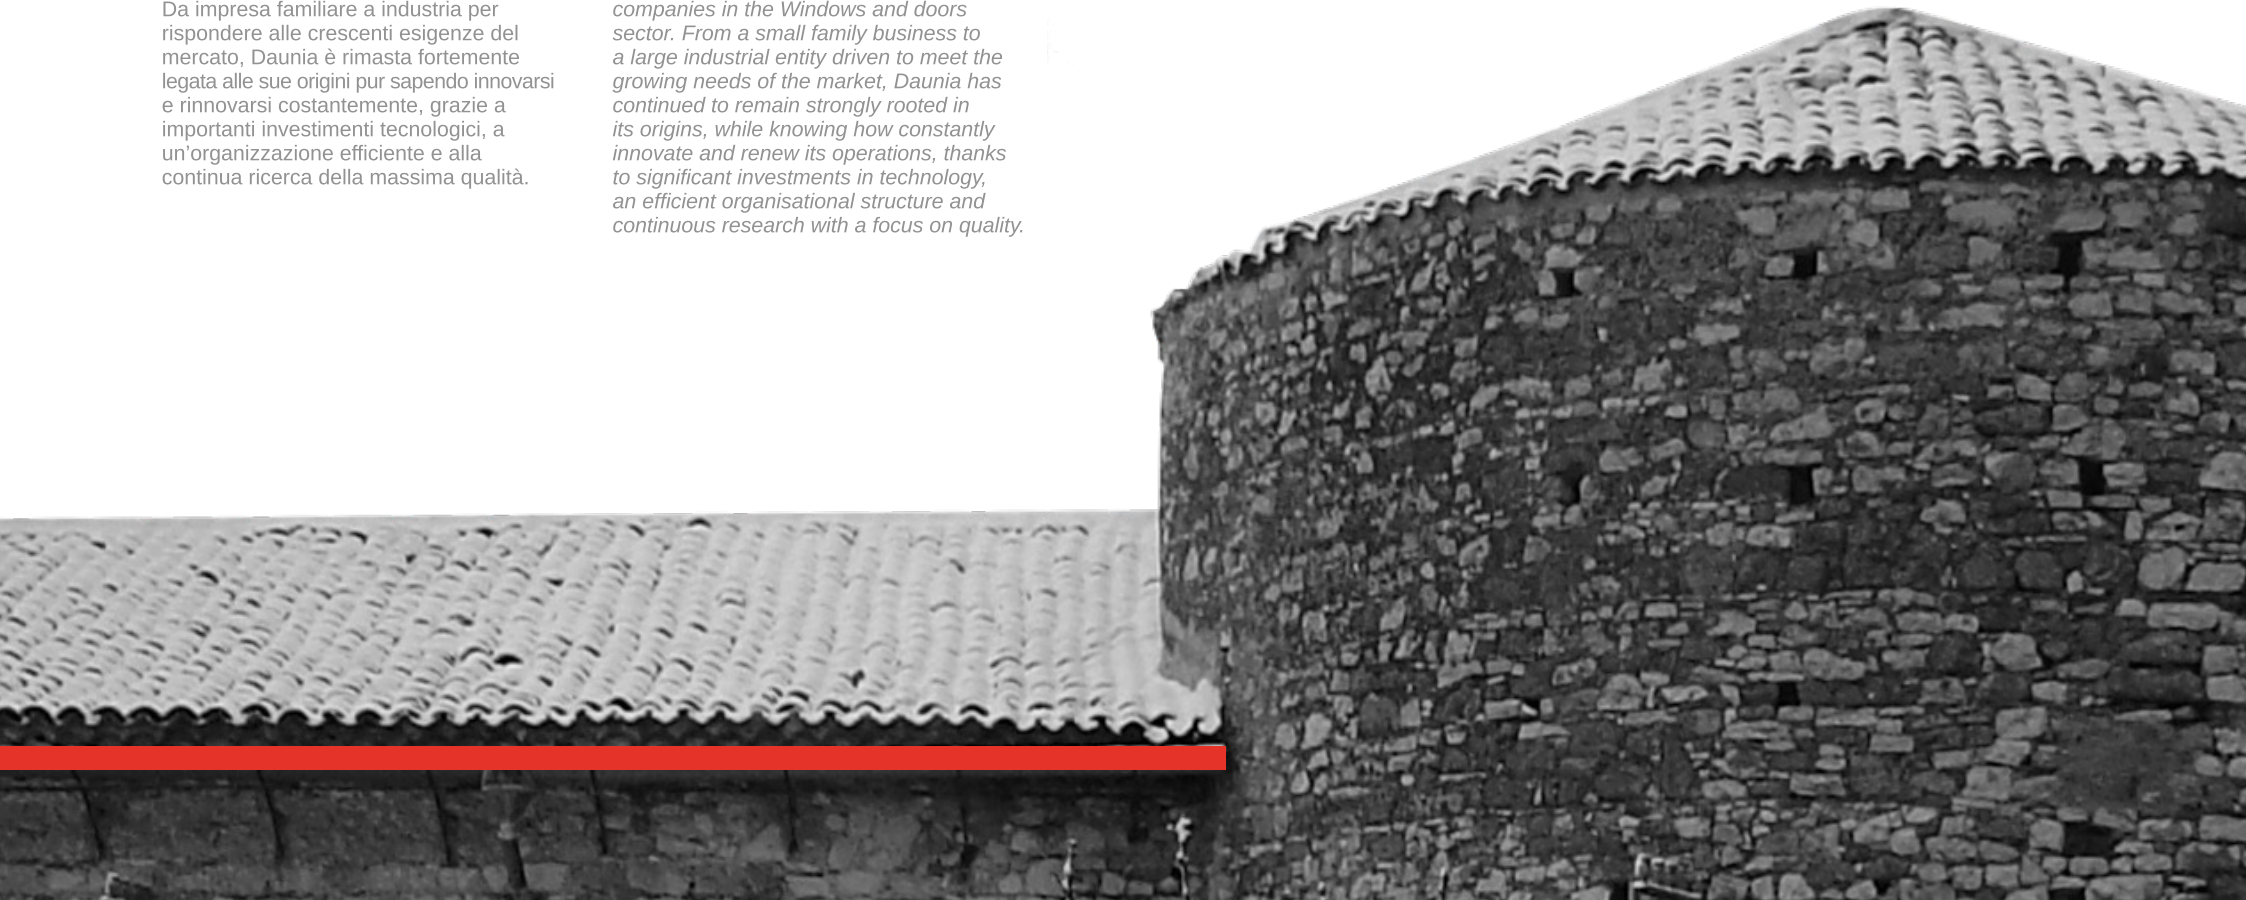 Da impresa familiare a industria per
rispondere alle crescenti esigenze del
mercato, Daunia è rimasta fortemente
legata alle sue origini pur sapendo innovarsi
e rinnovarsi costantemente, grazie a
importanti investimenti tecnologici, a
un’organizzazione efficiente e alla
continua ricerca della massima qualità.
companies in the Windows and doors
sector. From a small family business to
a large industrial entity driven to meet the
growing needs of the market, Daunia has
continued to remain strongly rooted in
its origins, while knowing how constantly
innovate and renew its operations, thanks
to significant investments in technology,
an efficient organisational structure and
continuous research with a focus on quality.